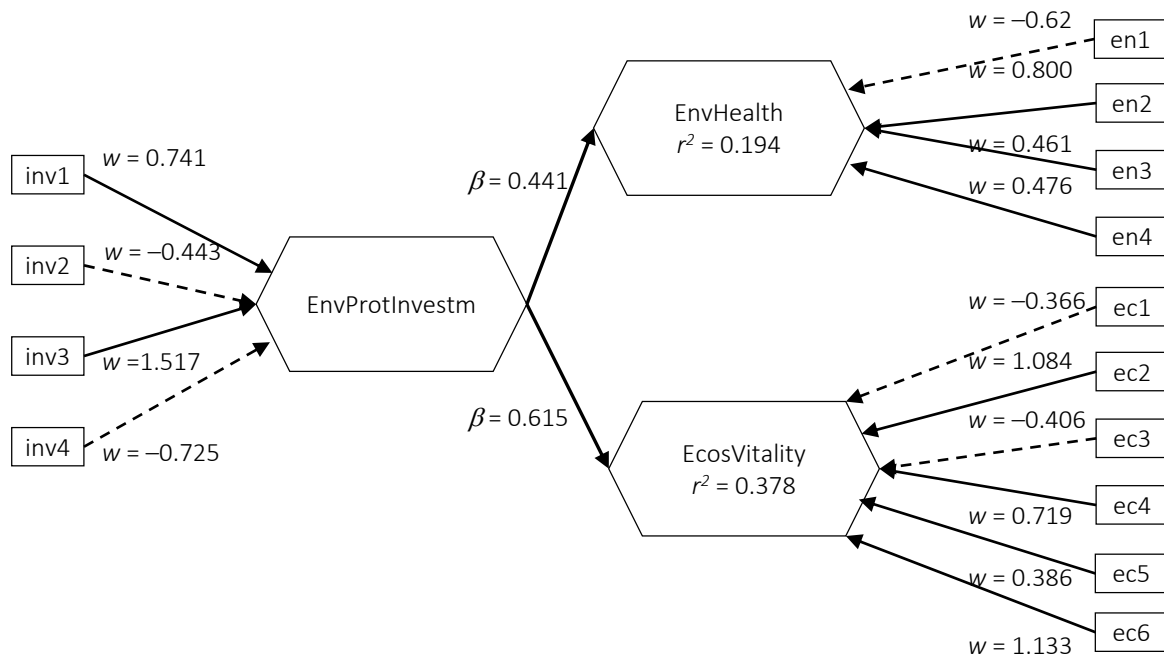 inv1
w = 0.741
inv2
w = –0.443
inv3
w =1.517
inv4
w = –0.725
EnvProtInvestm
β = 0.441
β = 0.615
EnvHealth
r² = 0.194
w = –0.62
en1
w = 0.800
en2
w = 0.461
en3
w = 0.476
en4
EcosVitality
r² = 0.378
w = –0.366
ec1
w = 1.084
ec2
w = –0.406
ec3
ec4
w = 0.719
ec5
w = 0.386
ec6
w = 1.133